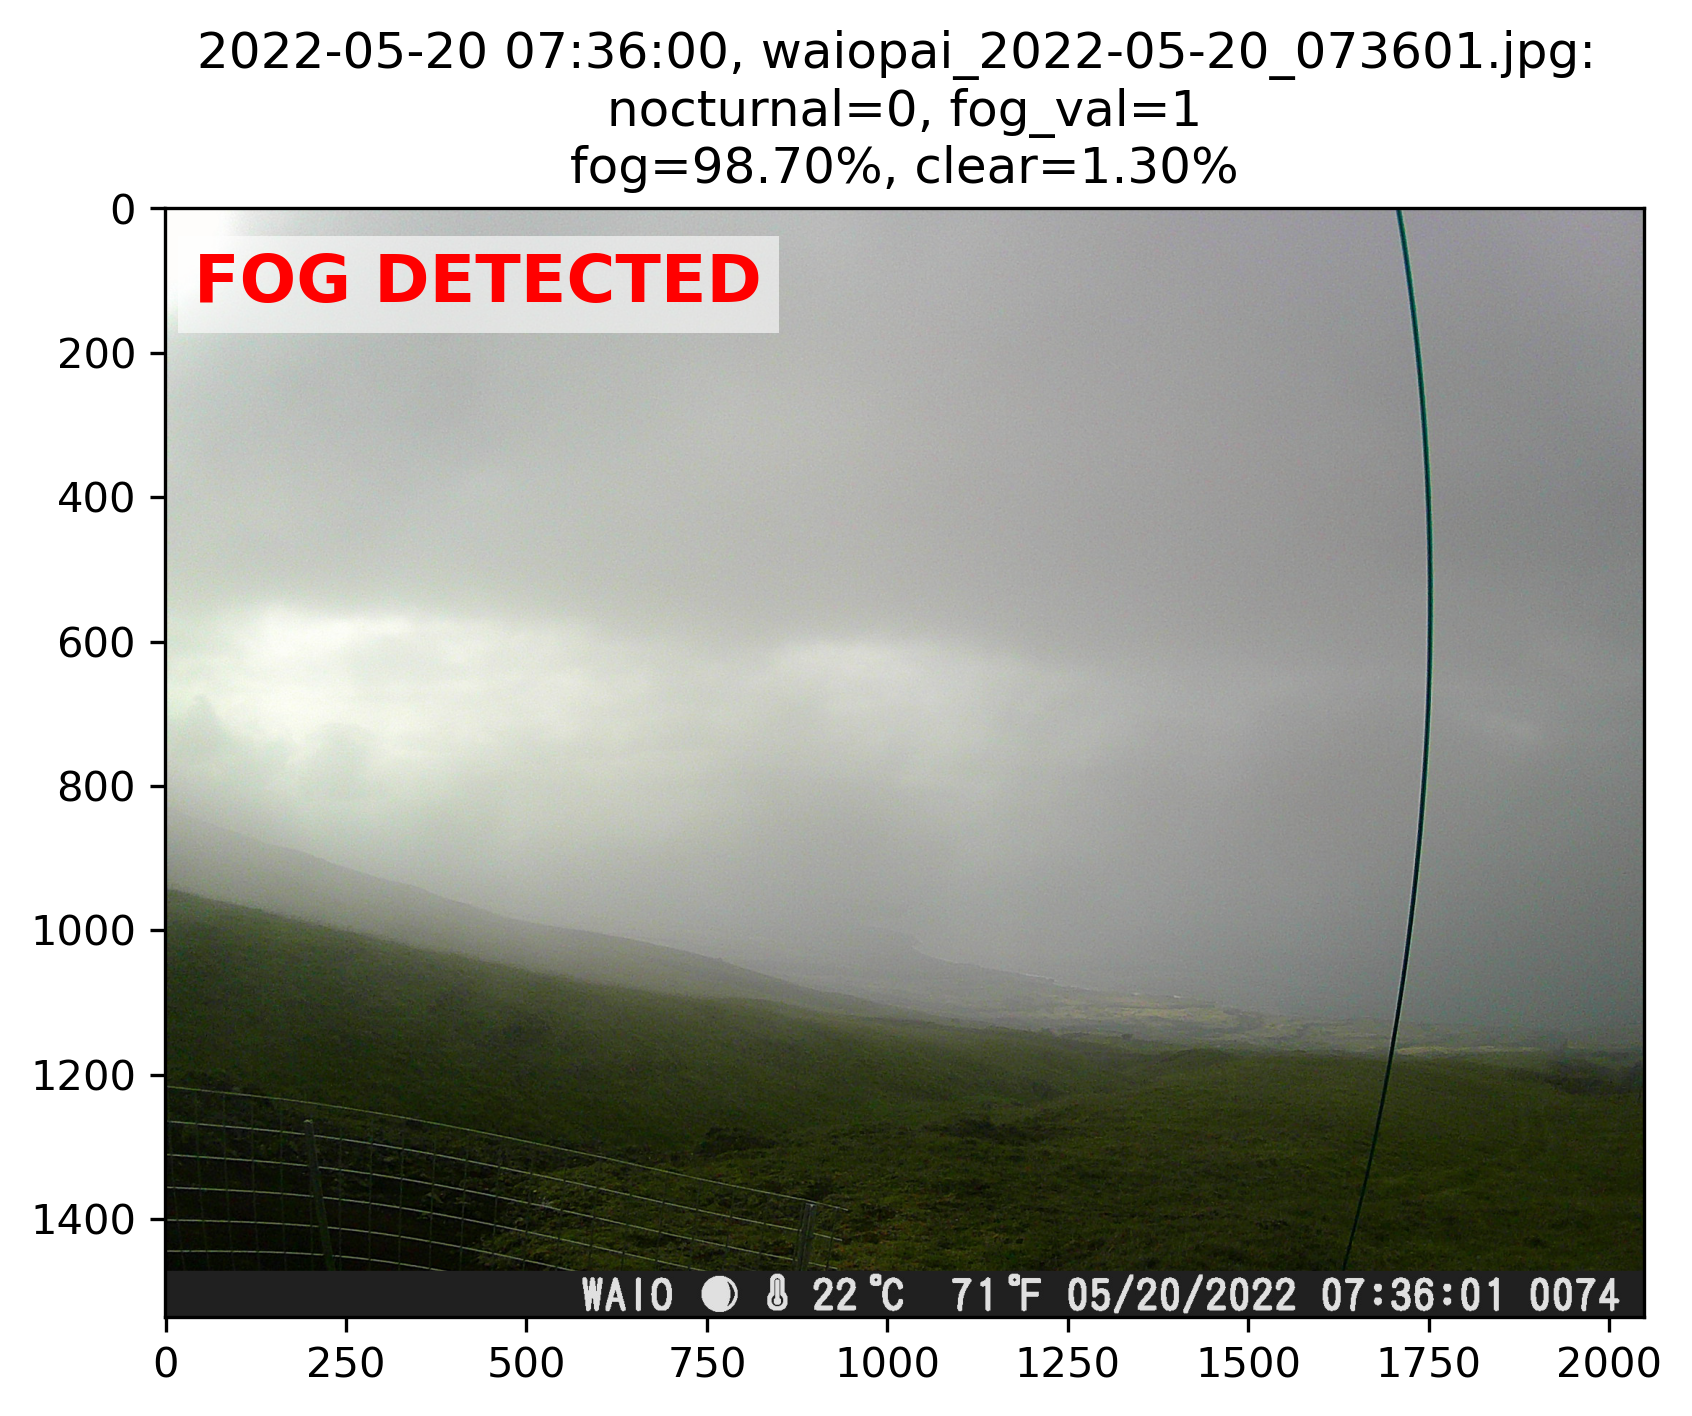 2022-05-20 07:36:00, waiopai_2022-05-20_073601.jpg:
nocturnal=0, fog_val=1
fog=98.70%, clear=1.30%
FOG DETECTED
0
200
400
600
800
1000
1200
1400
WAIO 22°C 71°F 05/20/2022 07:36:01 0074
0 250 500 750 1000 1250 1500 1750 2000